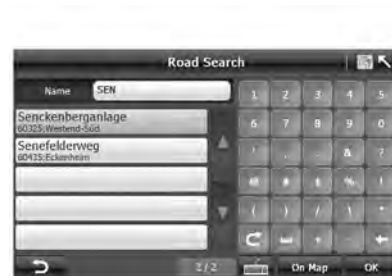 Road Search
Name SEN
1 2 3 4 5
Senckenberganlage
60325:Westend-Süd
6 7 8 9 0
Senefelderweg
60435:Eckenheim
& ?
# $ % !
( ) / \ *
2/2 On Map OK